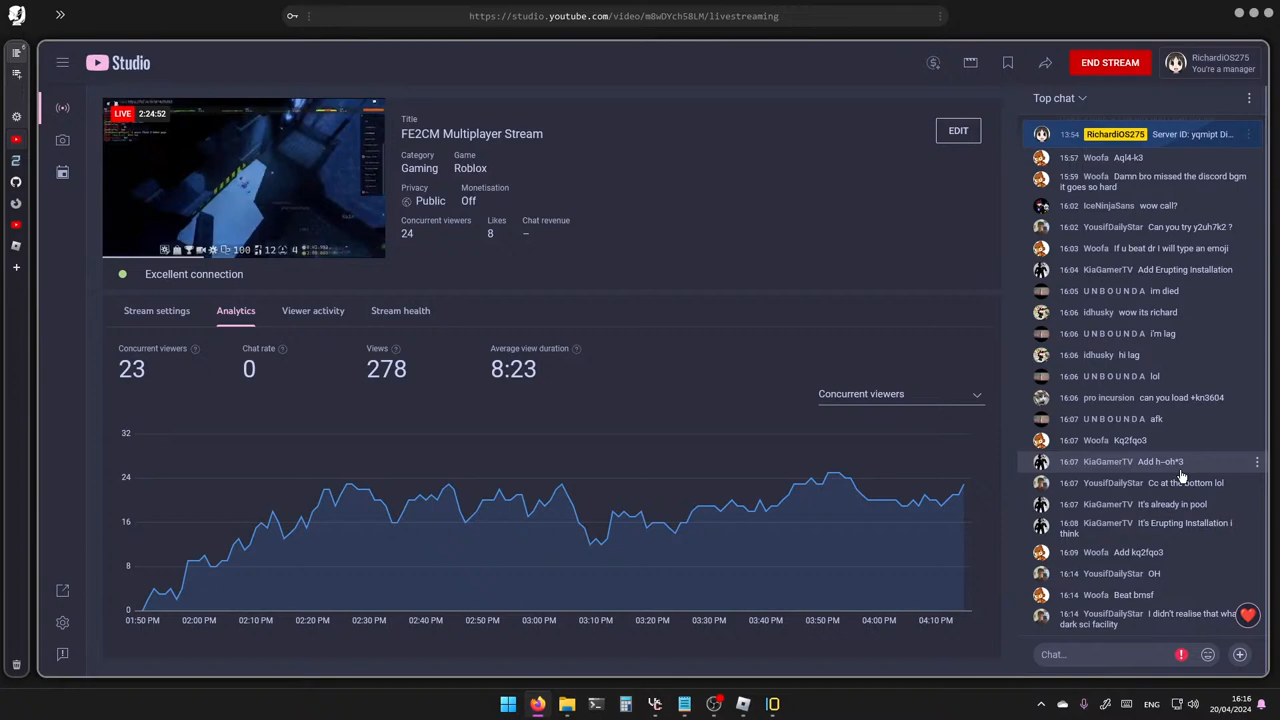 https://studio.youtube.com/video/m8wDYch58LM/livestreaming
6
Studio
END STREAM
RichardiOS275
You're a manager
LIVE 2:24:52
100 12 4
Title
FE2CM Multiplayer Stream
EDIT
Category Game
Gaming Roblox
Privacy Monetisation
Public Off
Concurrent viewers Likes Chat revenue
24 8 –
Excellent connection
Stream settings Analytics Viewer activity Stream health
Concurrent viewers Chat rate Views Average view duration
23 0 278 8:23
Concurrent viewers
32
24
16
8
0
01:50 PM 02:00 PM 02:10 PM 02:20 PM 02:30 PM 02:40 PM 02:50 PM 03:00 PM 03:10 PM 03:20 PM 03:30 PM 03:40 PM 03:50 PM 04:00 PM 04:10 PM
Top chat
13:54 RichardiOS275 Server ID: yqmipt Di...
15:57 Woofa Aql4-k3
15:59 Woofa Damn bro missed the discord bgm
it goes so hard
16:02 IceNinjaSans wow call?
16:02 YousifDailyStar Can you try y2uh7k2 ?
16:03 Woofa If u beat dr I will type an emoji
16:04 KiaGamerTV Add Erupting Installation
16:05 U N B O U N D A im died
16:06 idhusky wow its richard
16:06 U N B O U N D A i'm lag
16:06 idhusky hi lag
16:06 U N B O U N D A lol
16:06 pro incursion can you load +kn3604
16:07 U N B O U N D A afk
16:07 Woofa Kq2fqo3
16:07 KiaGamerTV Add h--oh*3
16:07 YousifDailyStar Cc at the bottom lol
16:07 KiaGamerTV It's already in pool
16:08 KiaGamerTV It's Erupting Installation i
think
16:09 Woofa Add kq2fqo3
16:14 YousifDailyStar OH
16:14 Woofa Beat bmsf
16:14 YousifDailyStar I didn't realise that wha
dark sci facility
Chat...
ENG
16:16
20/04/2024